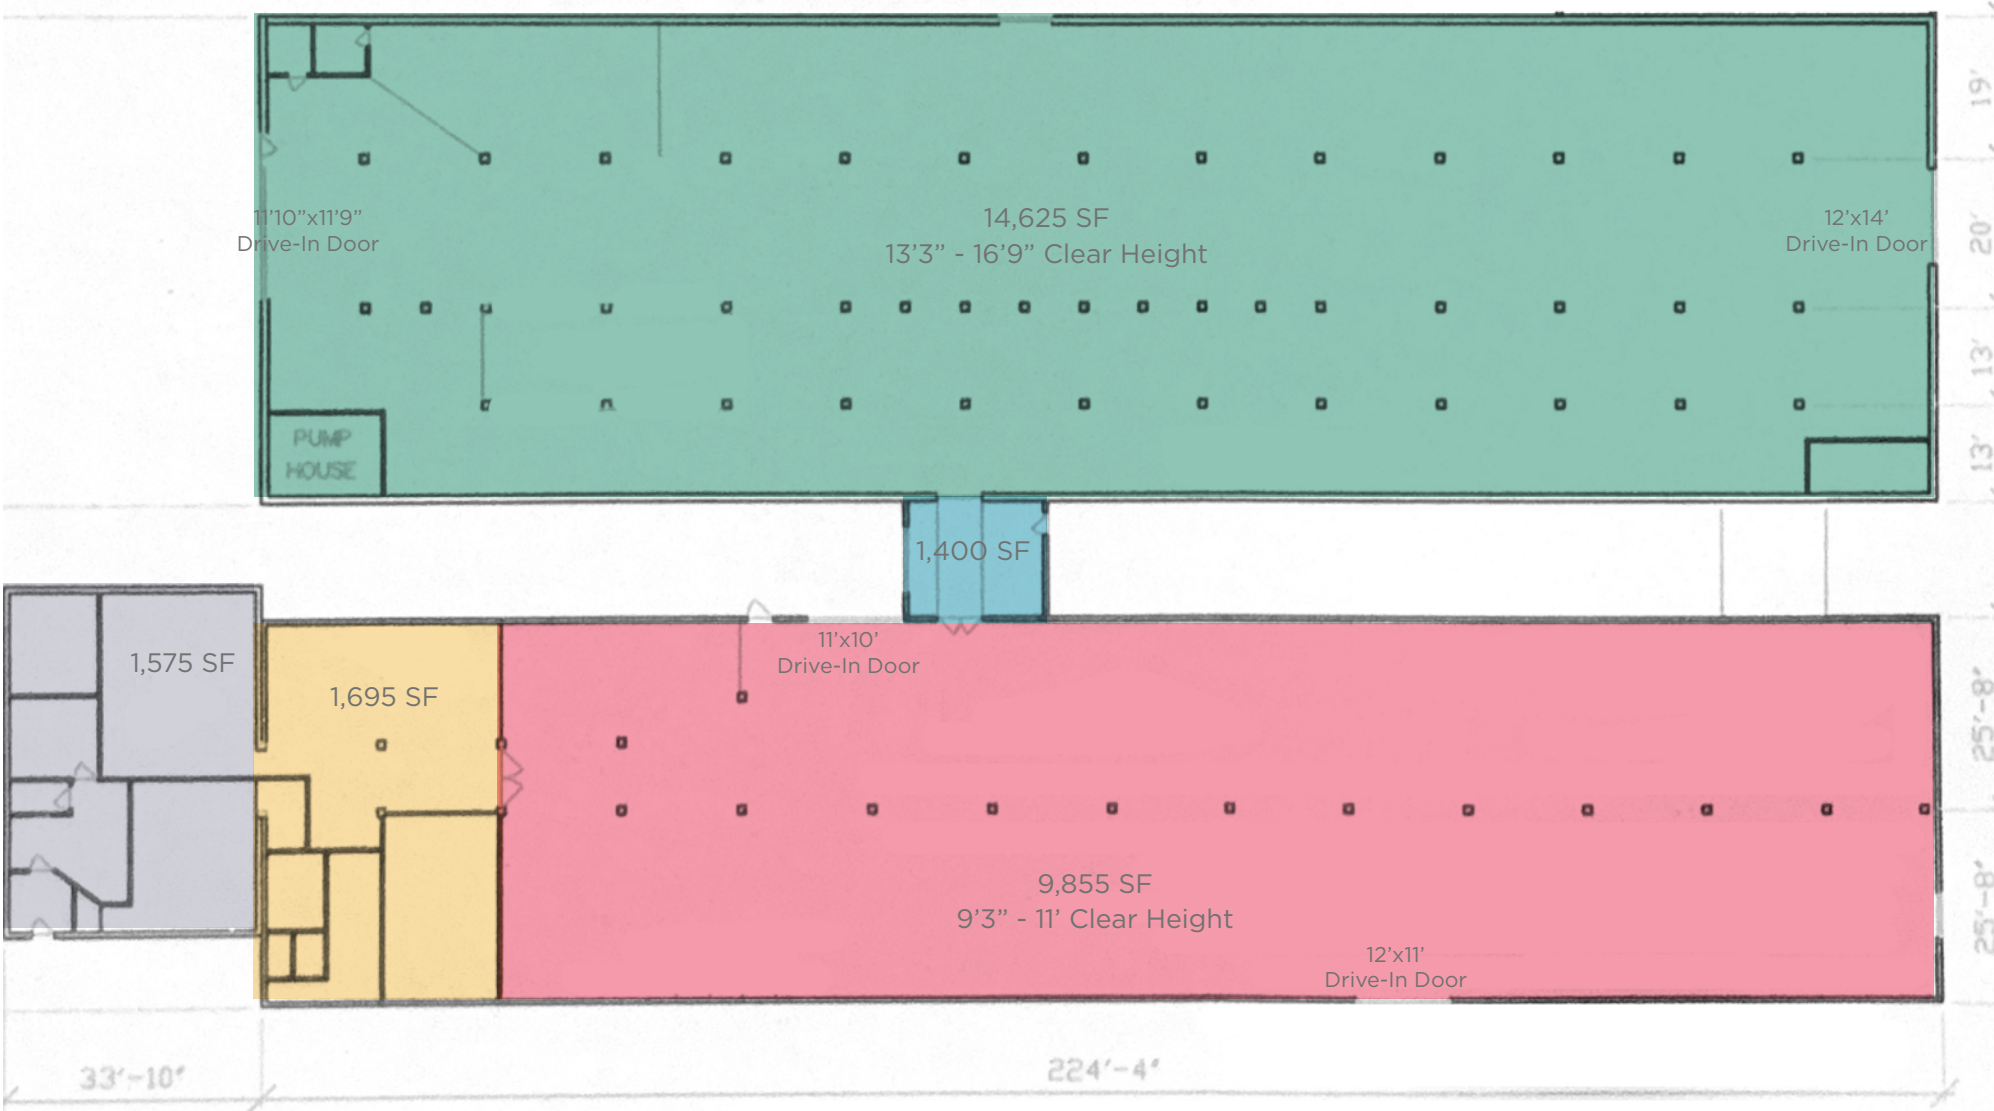 19'
11'10"x11'9"
Drive-In Door
14,625 SF
13'3" - 16'9" Clear Height
12'x14'
Drive-In Door
20'
13'
PUMP
HOUSE
13'
1,400 SF
1,575 SF
1,695 SF
11'x10'
Drive-In Door
25'-8"
9,855 SF
9'3" - 11' Clear Height
12'x11'
Drive-In Door
25'-8"
33'-10"
224'-4"